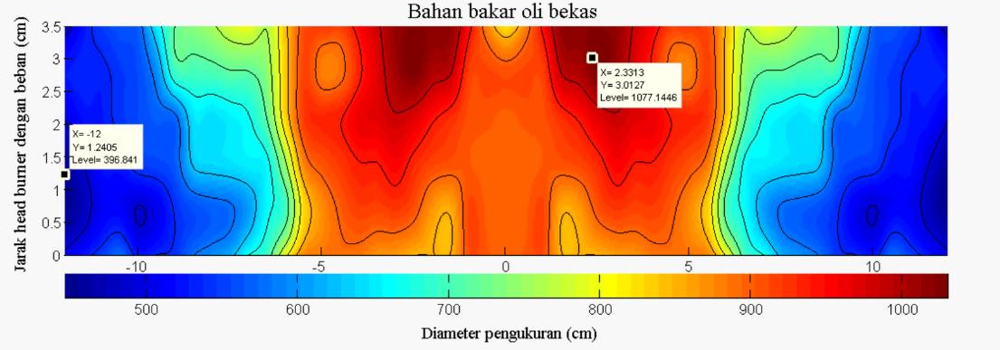 Bahan bakar oli bekas
Jarak head burner dengan beban (cm)
3.5
3
2.5
2
1.5
1
0.5
0
X= 2.3313
Y= 3.0127
Level= 1077.1446
X= -12
Y= 1.2405
Level= 396.841
-10 -5 0 5 10
500 600 700 800 900 1000
Diameter pengukuran (cm)